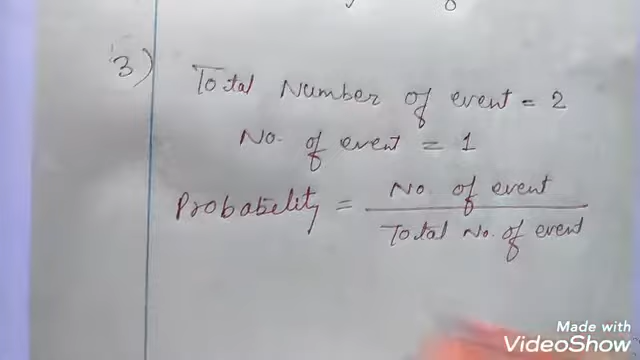 3) Total Number of event = 2
No. of event = 1
Probability = No. of event
Total No. of event
Made with
VideoShow